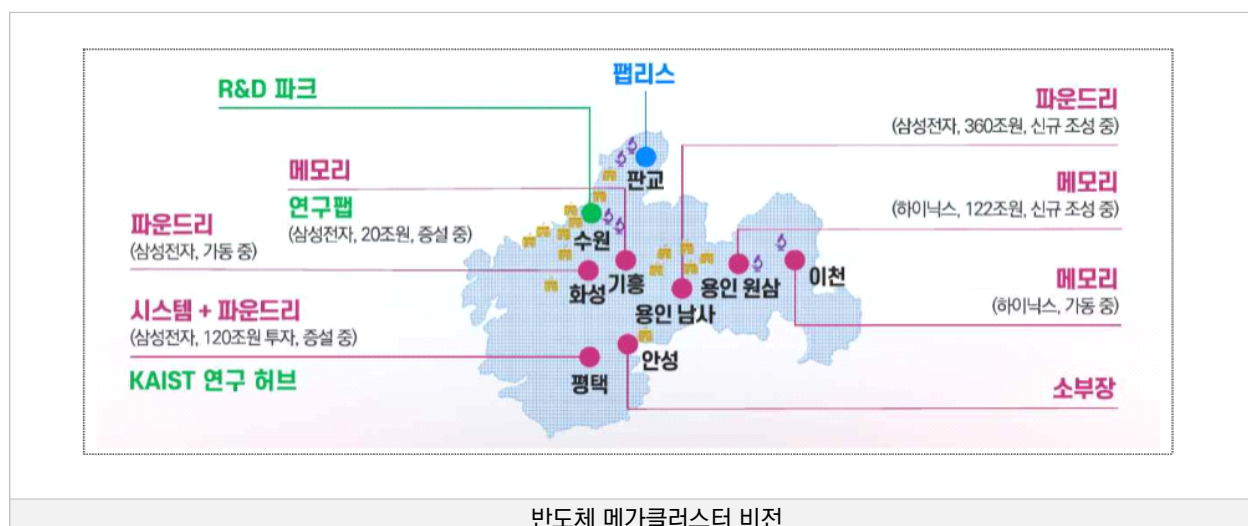 팹리스
R&D 파크
파운드리
(삼성전자, 360조원, 신규 조성 중)
메모리
연구팹
(삼성전자, 20조원, 증설 중)
메모리
(하이닉스, 122조원, 신규 조성 중)
파운드리
(삼성전자, 가동 중)
메모리
(하이닉스, 가동 중)
시스템 + 파운드리
(삼성전자, 120조원 투자, 증설 중)
KAIST 연구 허브
소부장
판교
수원
화성
기흥
용인 남사
용인 원삼
이천
안성
평택
반도체 메가클러스터 비전